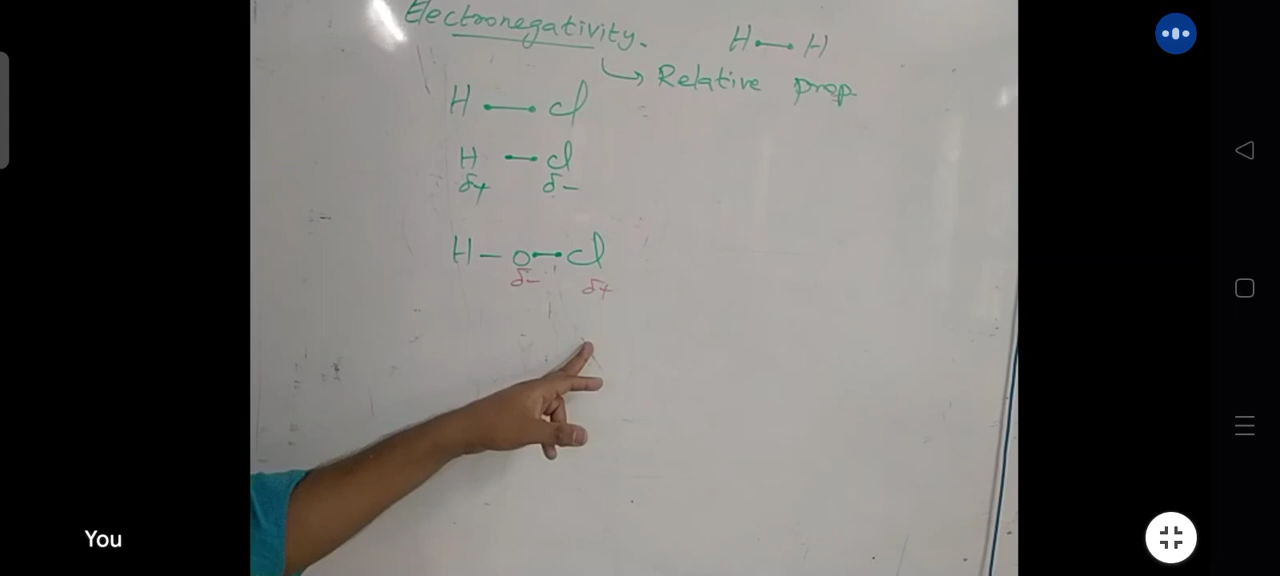 Electronegativity.
H — H
Relative prop.
H — Cl
H — Cl
δ+ δ-
H - O - Cl
δ- δ+
You